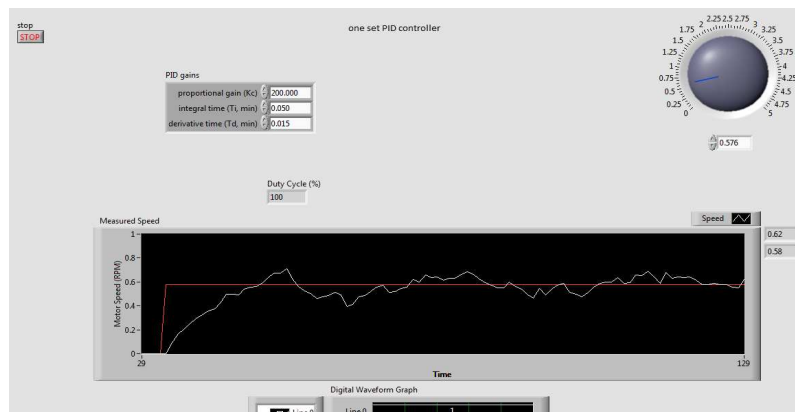 stop
STOP
one set PID controller
PID gains
proportional gain (Kc) 200.000
integral time (Ti, min) 0.050
derivative time (Td, min) 0.015
0
0.25
0.5
0.75
1
1.25
1.5
1.75
2
2.25
2.5
2.75
3
3.25
3.5
3.75
4
4.25
4.5
4.75
5
0.576
Duty Cycle (%)
100
Measured Speed
Speed
0.62
0.58
Motor Speed (RPM)
1
0.8
0.6
0.4
0.2
0
29
129
Time
Digital Waveform Graph
Line 0
Line 0
1